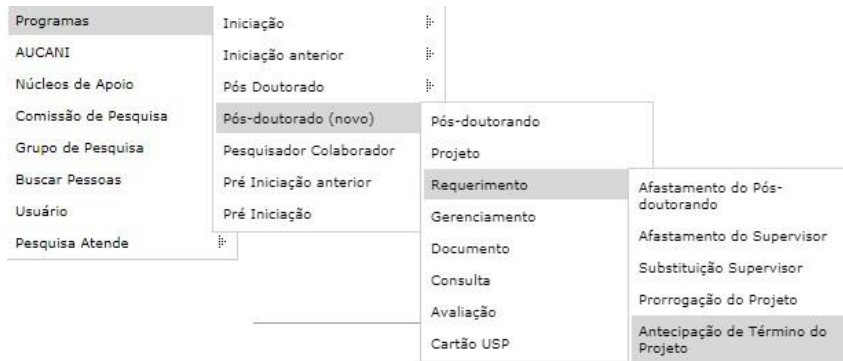 Programas
AUCANI
Núcleos de Apoio
Comissão de Pesquisa
Grupo de Pesquisa
Buscar Pessoas
Usuário
Pesquisa Atende
Iniciação
Iniciação anterior
Pós Doutorado
Pós-doutorado (novo)
Pesquisador Colaborador
Pré Iniciação anterior
Pré Iniciação
Pós-doutorando
Projeto
Requerimento
Gerenciamento
Documento
Consulta
Avaliação
Cartão USP
Afastamento do Pós-
doutorando
Afastamento do Supervisor
Substituição Supervisor
Prorrogação do Projeto
Antecipação de Término do
Projeto